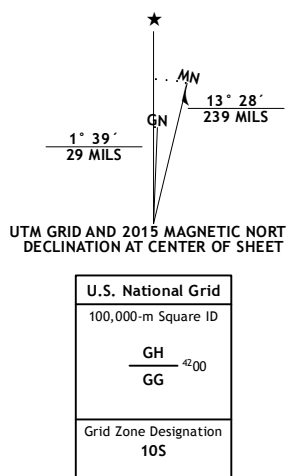 ★
MN
GN
13° 28´
239 MILS
1° 39´
29 MILS
UTM GRID AND 2015 MAGNETIC NORT
DECLINATION AT CENTER OF SHEET
U.S. National Grid
100,000-m Square ID
GH
4200
GG
Grid Zone Designation
10S